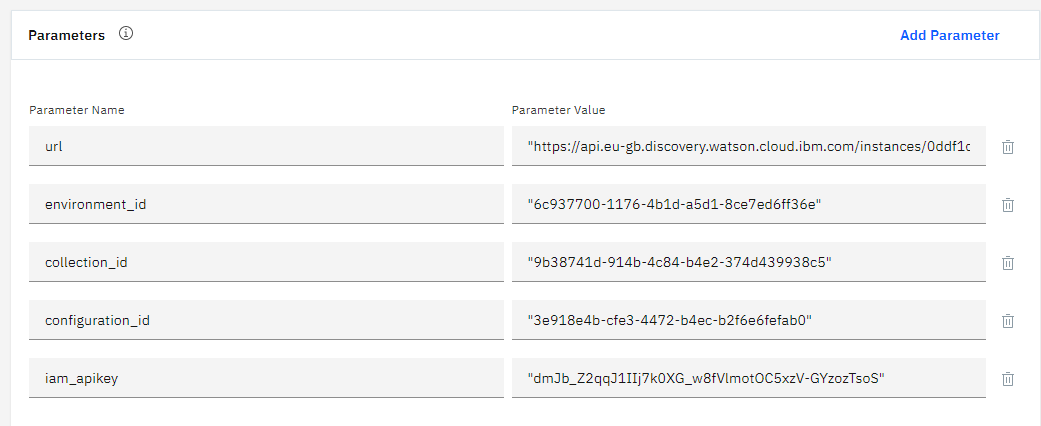 Parameters
Add Parameter
Parameter Name
Parameter Value
url
"https://api.eu-gb.discovery.watson.cloud.ibm.com/instances/0ddf1c
environment_id
"6c937700-1176-4b1d-a5d1-8ce7ed6ff36e"
collection_id
"9b38741d-914b-4c84-b4e2-374d439938c5"
configuration_id
"3e918e4b-cfe3-4472-b4ec-b2f6e6fefab0"
iam_apikey
"dmJb_Z2qqJ1IIj7k0XG_w8fVlmotOC5xzV-GYzozTsoS"